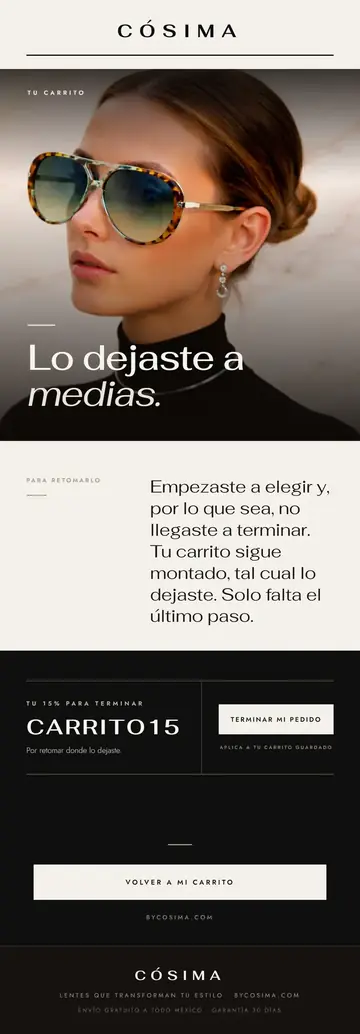 CÓSIMA
TU CARRITO
Lo dejaste a
medias.
PARA RETOMARLO
Empezaste a elegir y,
por lo que sea, no
llegaste a terminar.
Tu carrito sigue
montado, tal cual lo
dejaste. Solo falta el
último paso.
TU 15% PARA TERMINAR
CARRITO15
Por retomar donde lo dejaste.
TERMINAR MI PEDIDO
APLICA A TU CARRITO GUARDADO
VOLVER A MI CARRITO
BYCOSIMA.COM
CÓSIMA
LENTES QUE TRANSFORMAN TU ESTILO BYCOSIMA.COM
ENVÍO GRATUITO A TODO MÉXICO GARANTÍA 30 DÍAS